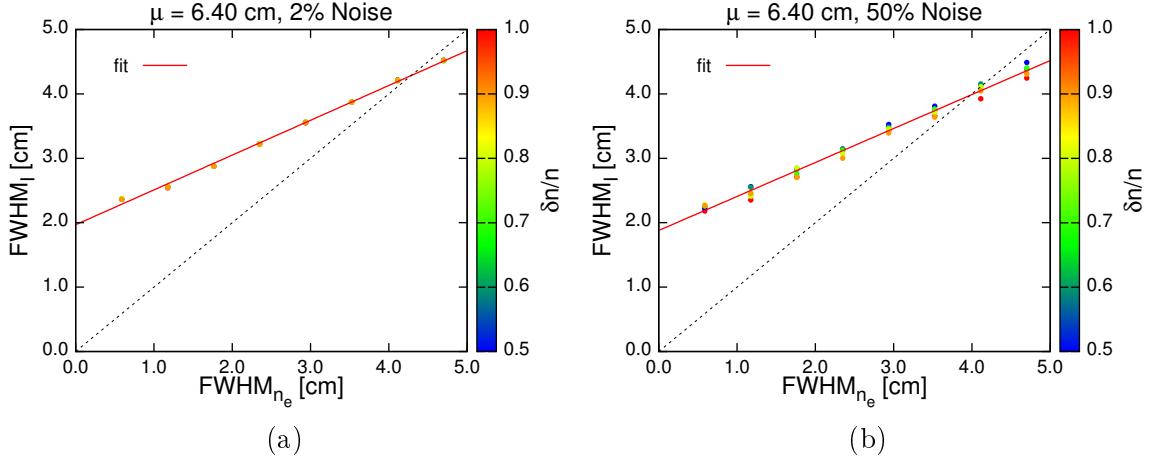 μ = 6.40 cm, 2% Noise
5.0
4.0
3.0
2.0
1.0
0.0
FWHM_I [cm]
fit
0.0 1.0 2.0 3.0 4.0 5.0
FWHM_{n_e} [cm]
1.0
0.9
0.8
0.7
0.6
0.5
δn/n
(a)
μ = 6.40 cm, 50% Noise
5.0
4.0
3.0
2.0
1.0
0.0
FWHM_I [cm]
fit
0.0 1.0 2.0 3.0 4.0 5.0
FWHM_{n_e} [cm]
1.0
0.9
0.8
0.7
0.6
0.5
δn/n
(b)